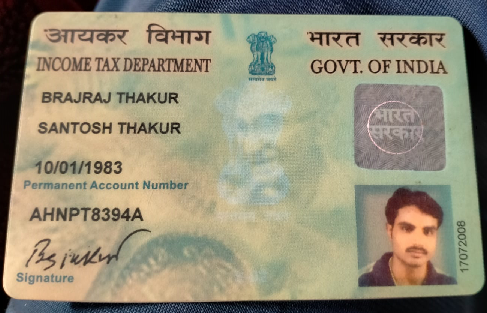 आयकर विभाग
भारत सरकार
INCOME TAX DEPARTMENT
GOVT. OF INDIA
BRAJRAJ THAKUR
SANTOSH THAKUR
भारत
सरकार
10/01/1983
Permanent Account Number
AHNPT8394A
Signature
17072008